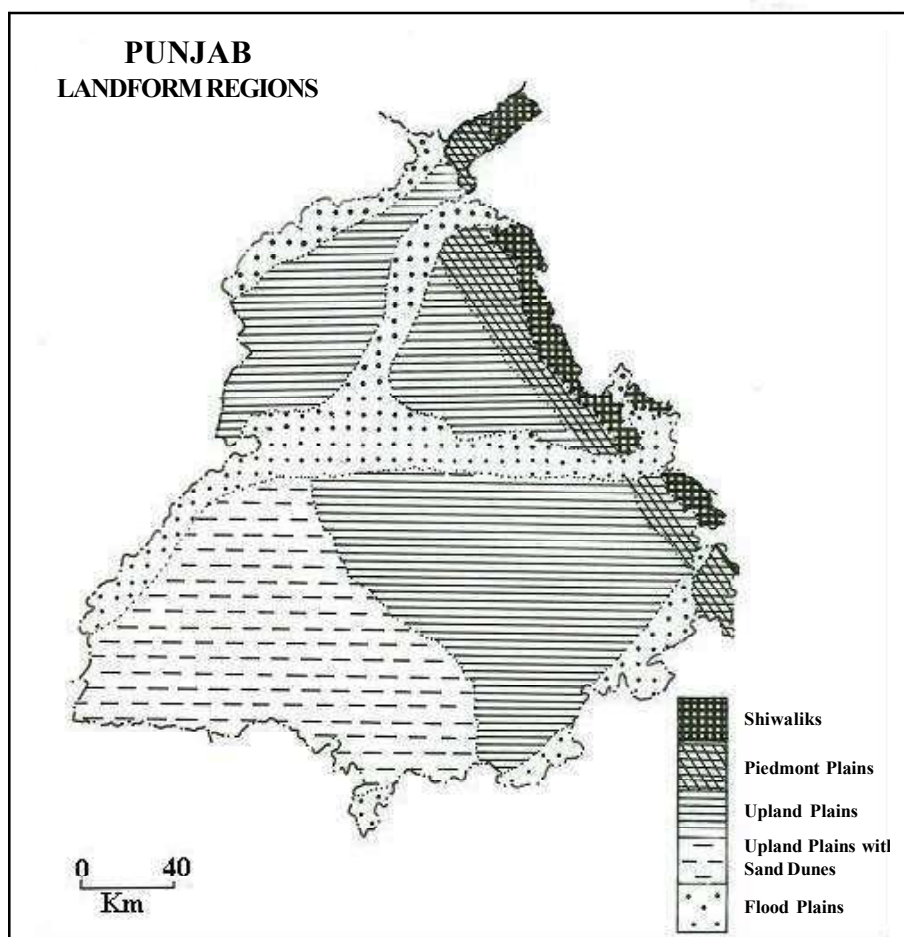 PUNJAB
LANDFORM REGIONS
Shiwaliks
Piedmont Plains
Upland Plains
Upland Plains with
Sand Dunes
Flood Plains
0 40
Km